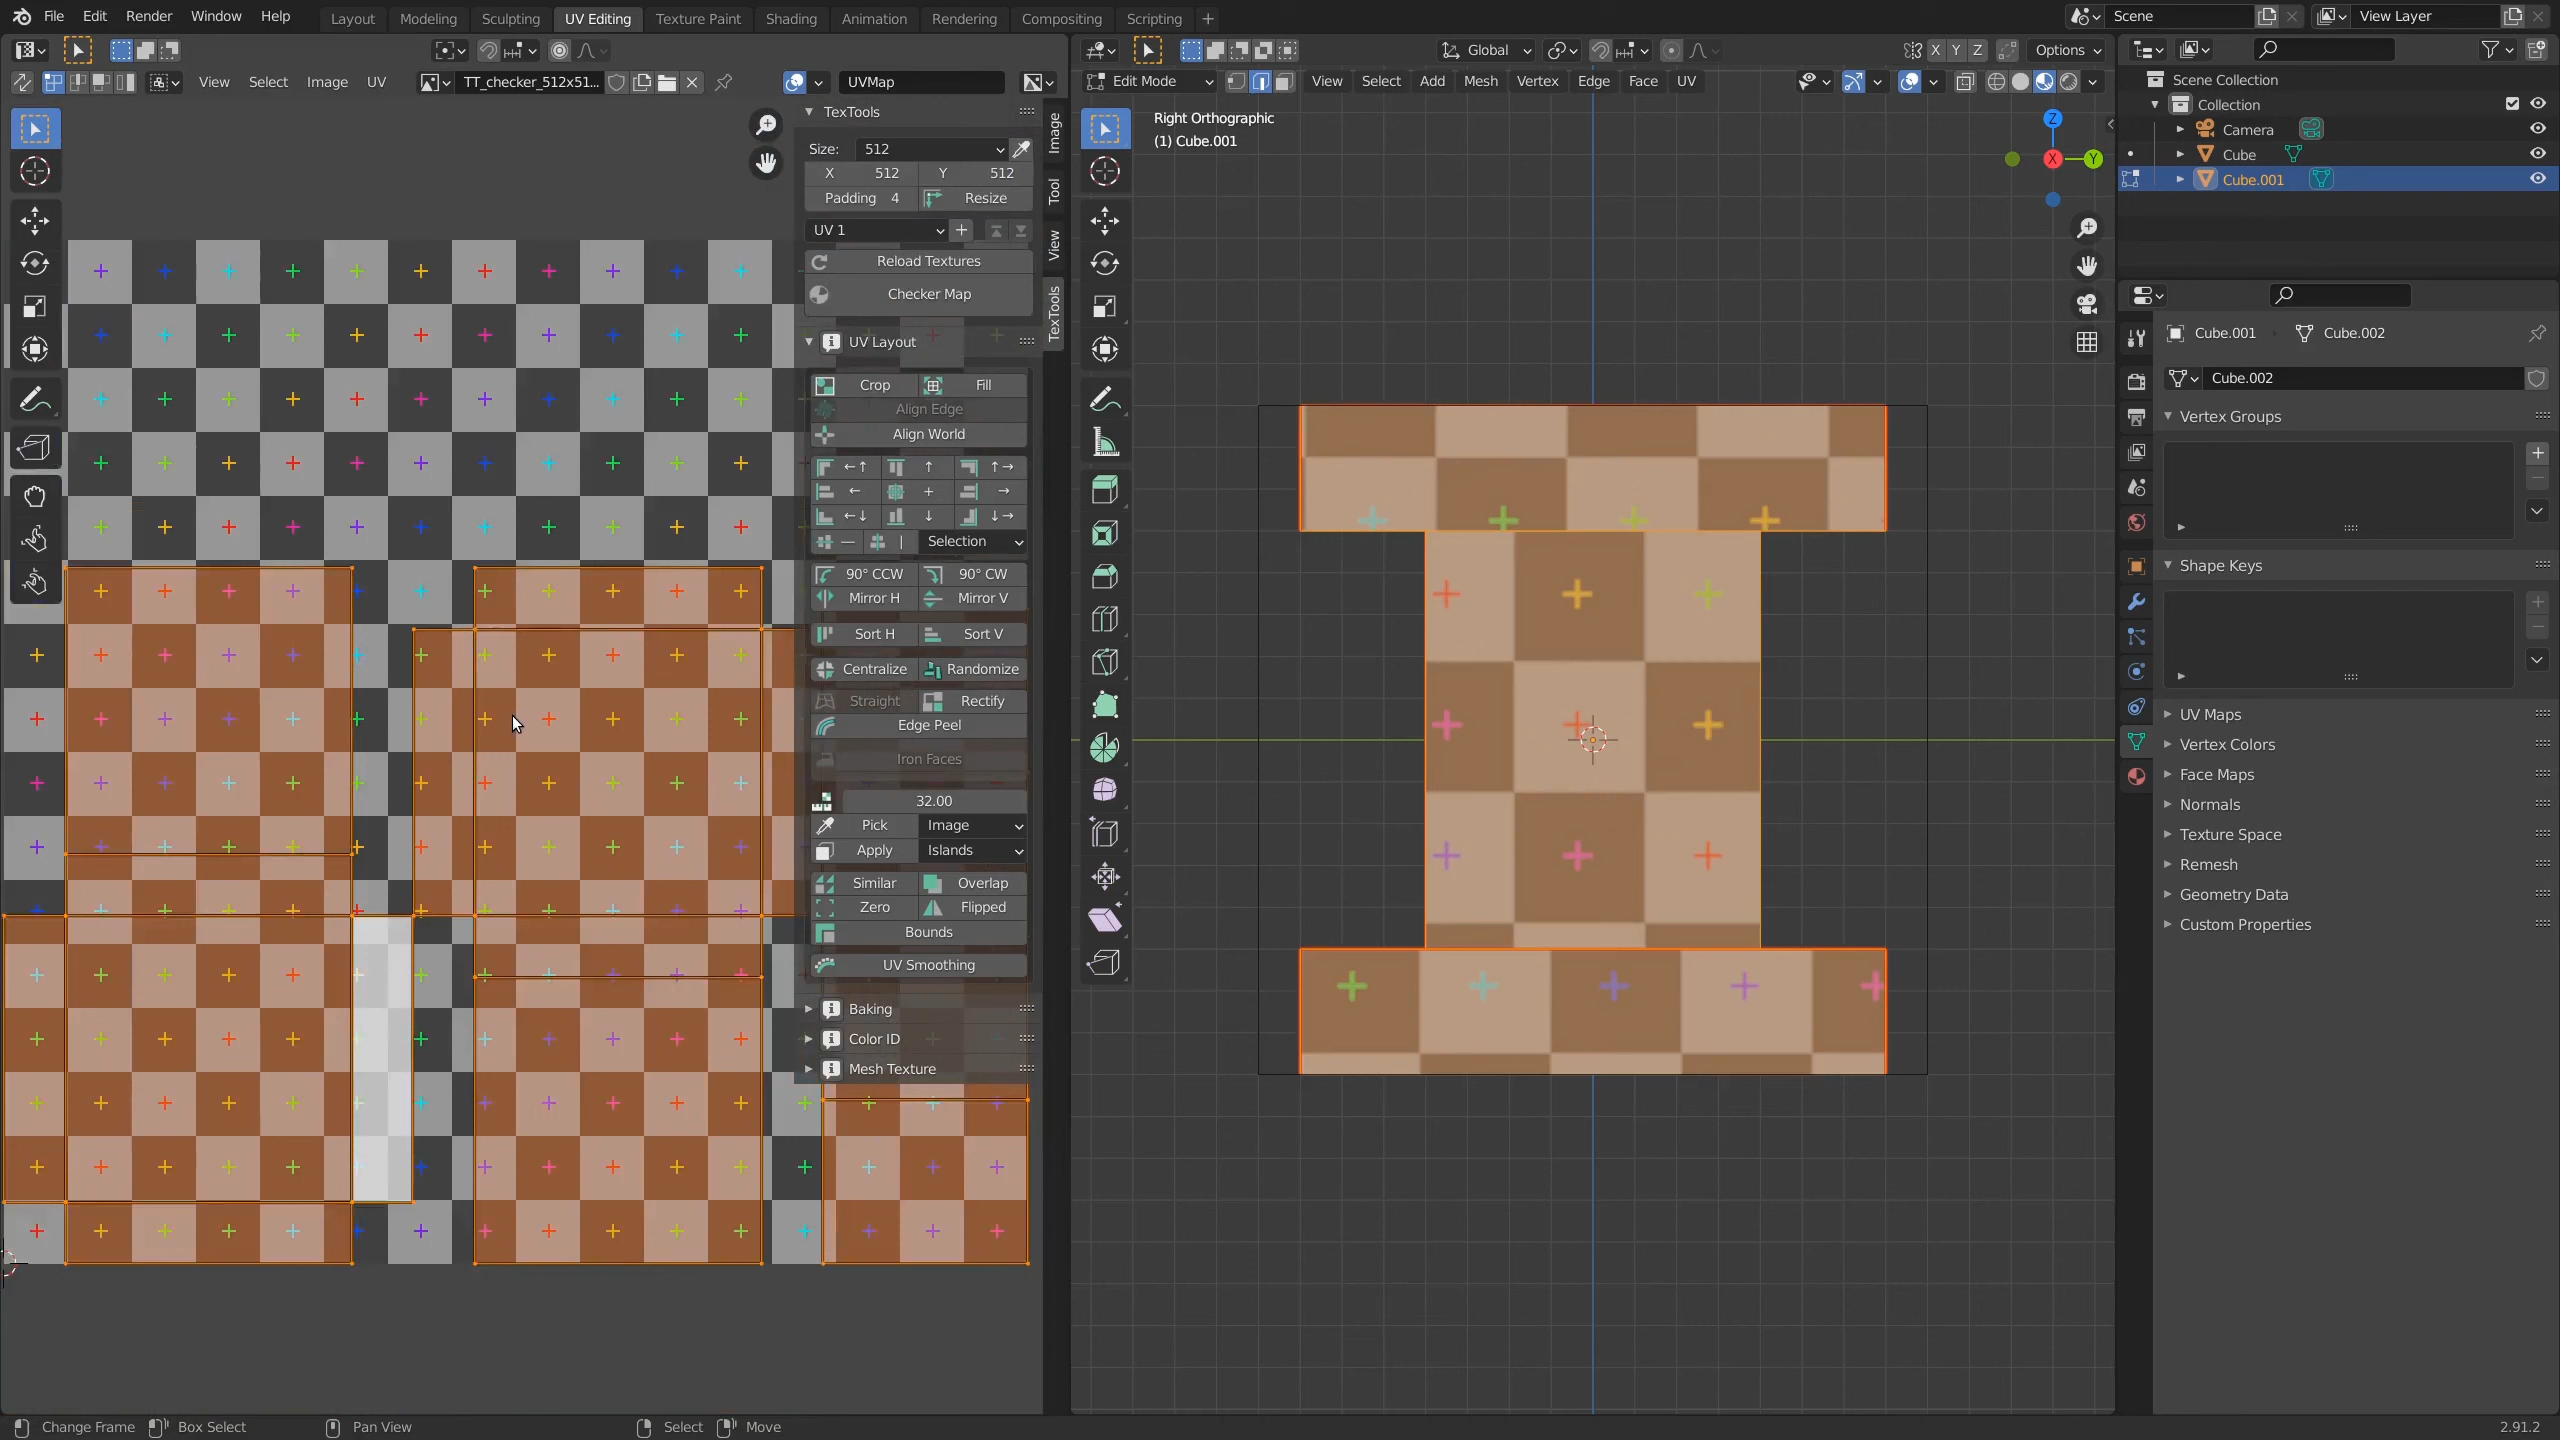 File Edit Render Window Help Layout Modeling Sculpting UV Editing Texture Paint Shading Animation Rendering Compositing Scripting + Scene View Layer
Global X Y Z Options
View Select Image UV TT_checker_512x51... UVMap Edit Mode View Select Add Mesh Vertex Edge Face UV
Scene Collection
Collection
Camera
Cube
Cube.001
TexTools
Size: 512
X 512 Y 512
Padding 4 Resize
UV 1
Reload Textures
Checker Map
UV Layout
Crop Fill
Align Edge
Align World
Selection
90° CCW 90° CW
Mirror H Mirror V
Sort H Sort V
Centralize Randomize
Straight Rectify
Edge Peel
Iron Faces
32.00
Pick Image
Apply Islands
Similar Overlap
Zero Flipped
Bounds
UV Smoothing
Baking
Color ID
Mesh Texture
Image
Tool
View
TexTools
Right Orthographic
(1) Cube.001
Z
X
Y
Cube.001 Cube.002
Cube.002
Vertex Groups
Shape Keys
UV Maps
Vertex Colors
Face Maps
Normals
Texture Space
Remesh
Geometry Data
Custom Properties
Change Frame Box Select Pan View Select Move 2.91.2